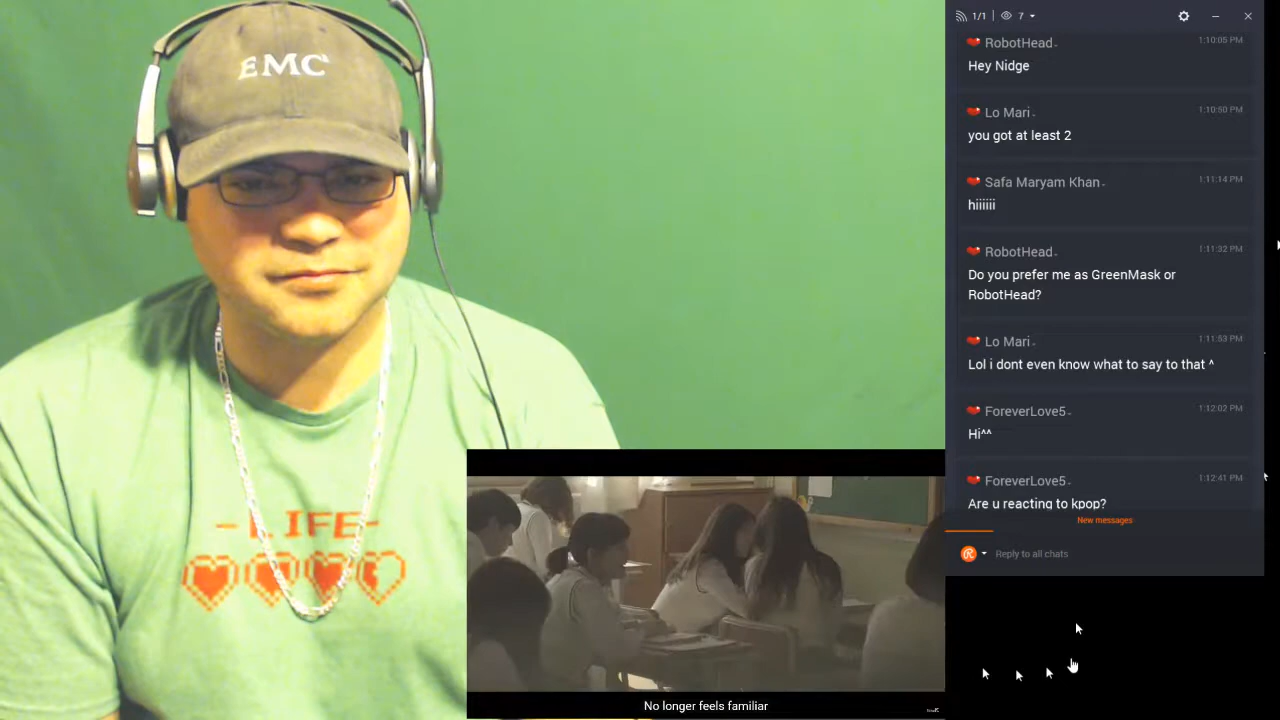 EMC
-LIFE-
1/1 7
RobotHead 1:10:05 PM
Hey Nidge
Lo Mari 1:10:50 PM
you got at least 2
Safa Maryam Khan 1:11:14 PM
hiiiiii
RobotHead 1:11:32 PM
Do you prefer me as GreenMask or
RobotHead?
Lo Mari 1:11:53 PM
Lol i dont even know what to say to that ^
ForeverLove5 1:12:02 PM
Hi^^
ForeverLove5 1:12:41 PM
Are u reacting to kpop?
New messages
Reply to all chats
No longer feels familiar